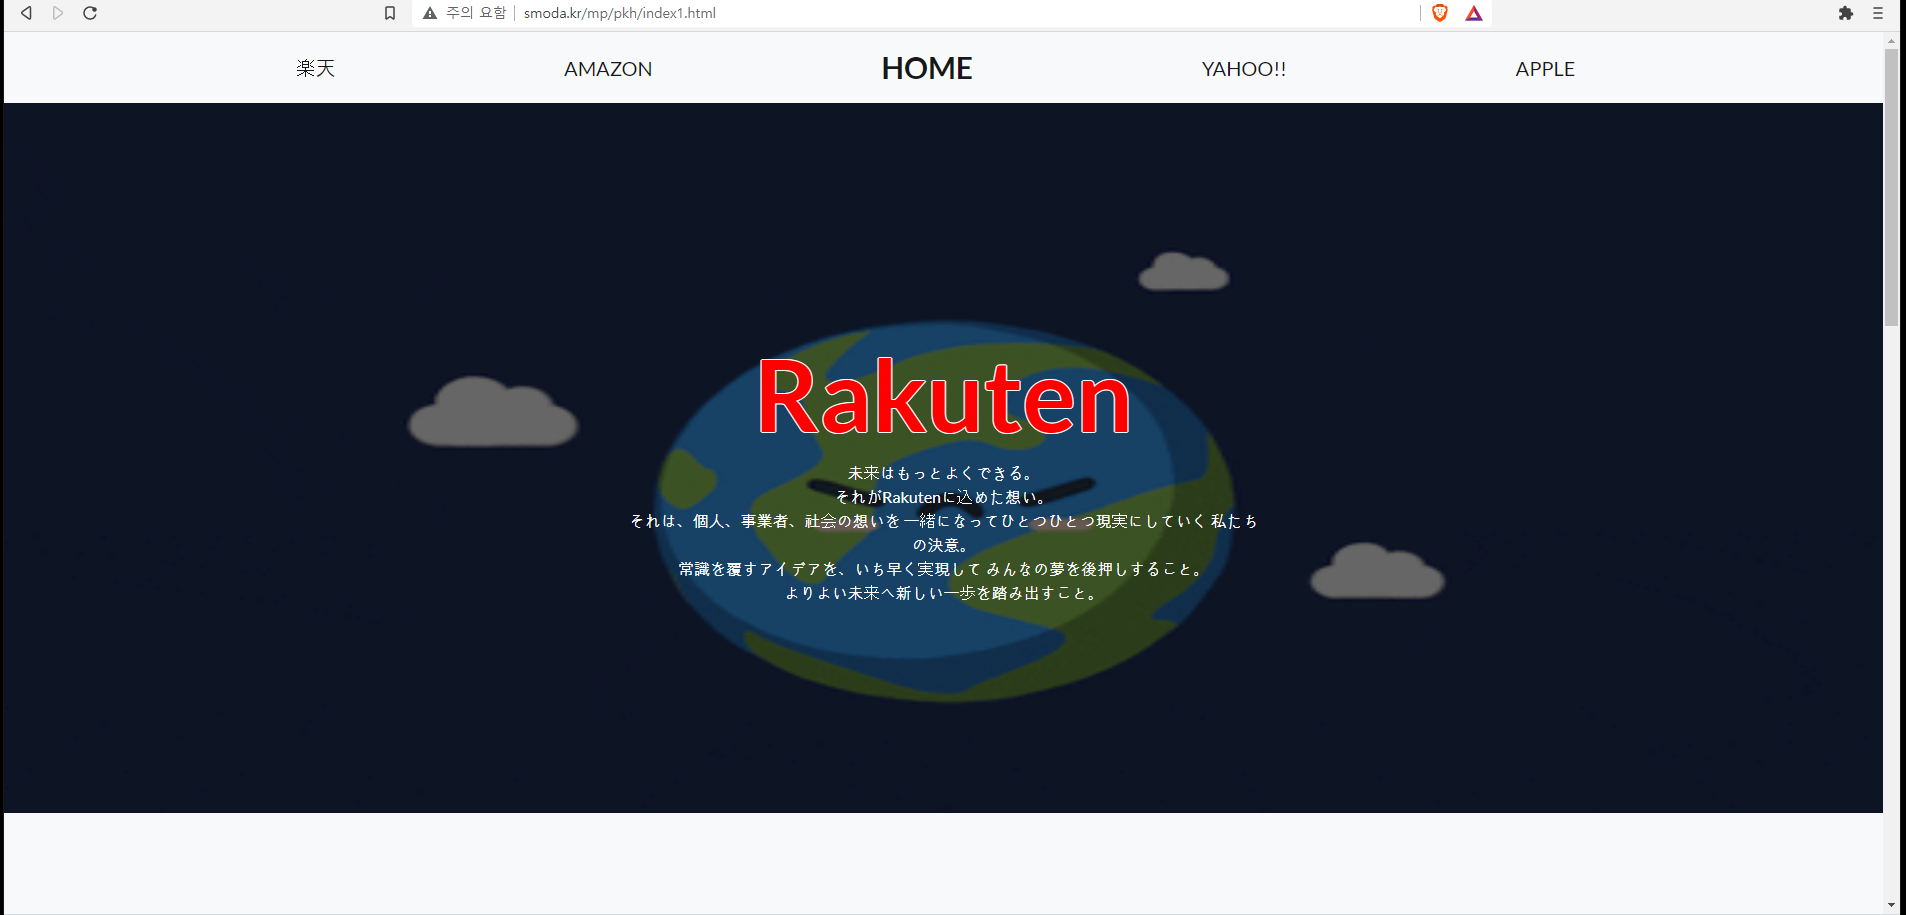 주의 요함 smoda.kr/mp/pkh/index1.html
楽天 AMAZON HOME YAHOO!! APPLE
Rakuten
未来はもっとよくできる。
それがRakutenに込めた想い。
それは、個人、事業者、社会の想いを 一緒になってひとつひとつ現実にしていく 私たち
の決意。
常識を覆すアイデアを、いち早く実現して みんなの夢を後押しすること。
よりよい未来へ新しい一歩を踏み出すこと。